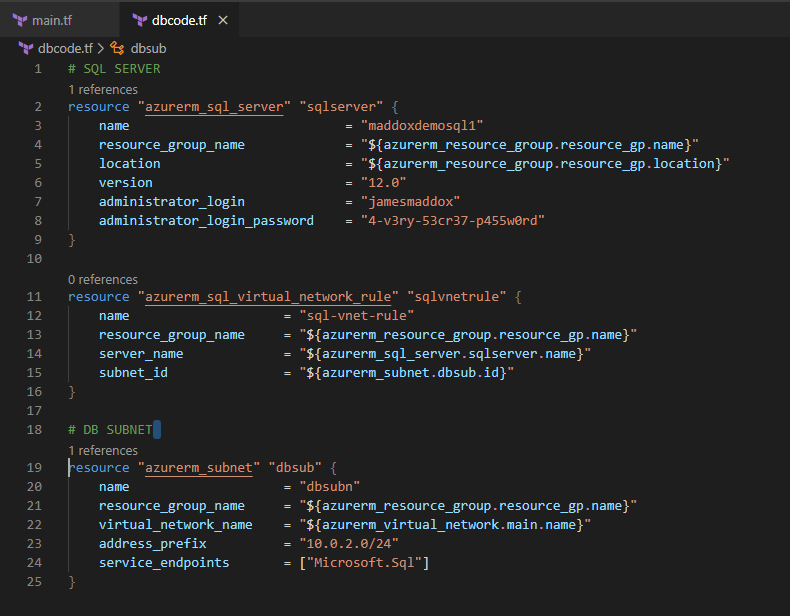 main.tf
dbcode.tf ×
dbcode.tf > dbsub
1 # SQL SERVER
1 references
2 resource "azurerm_sql_server" "sqlserver" {
3 name = "maddoxdemosql1"
4 resource_group_name = "${azurerm_resource_group.resource_gp.name}"
5 location = "${azurerm_resource_group.resource_gp.location}"
6 version = "12.0"
7 administrator_login = "jamesmaddox"
8 administrator_login_password = "4-v3ry-53cr37-p455w0rd"
9 }
10
0 references
11 resource "azurerm_sql_virtual_network_rule" "sqlvnetrule" {
12 name = "sql-vnet-rule"
13 resource_group_name = "${azurerm_resource_group.resource_gp.name}"
14 server_name = "${azurerm_sql_server.sqlserver.name}"
15 subnet_id = "${azurerm_subnet.dbsub.id}"
16 }
17
18 # DB SUBNET
1 references
19 resource "azurerm_subnet" "dbsub" {
20 name = "dbsubn"
21 resource_group_name = "${azurerm_resource_group.resource_gp.name}"
22 virtual_network_name = "${azurerm_virtual_network.main.name}"
23 address_prefix = "10.0.2.0/24"
24 service_endpoints = ["Microsoft.Sql"]
25 }